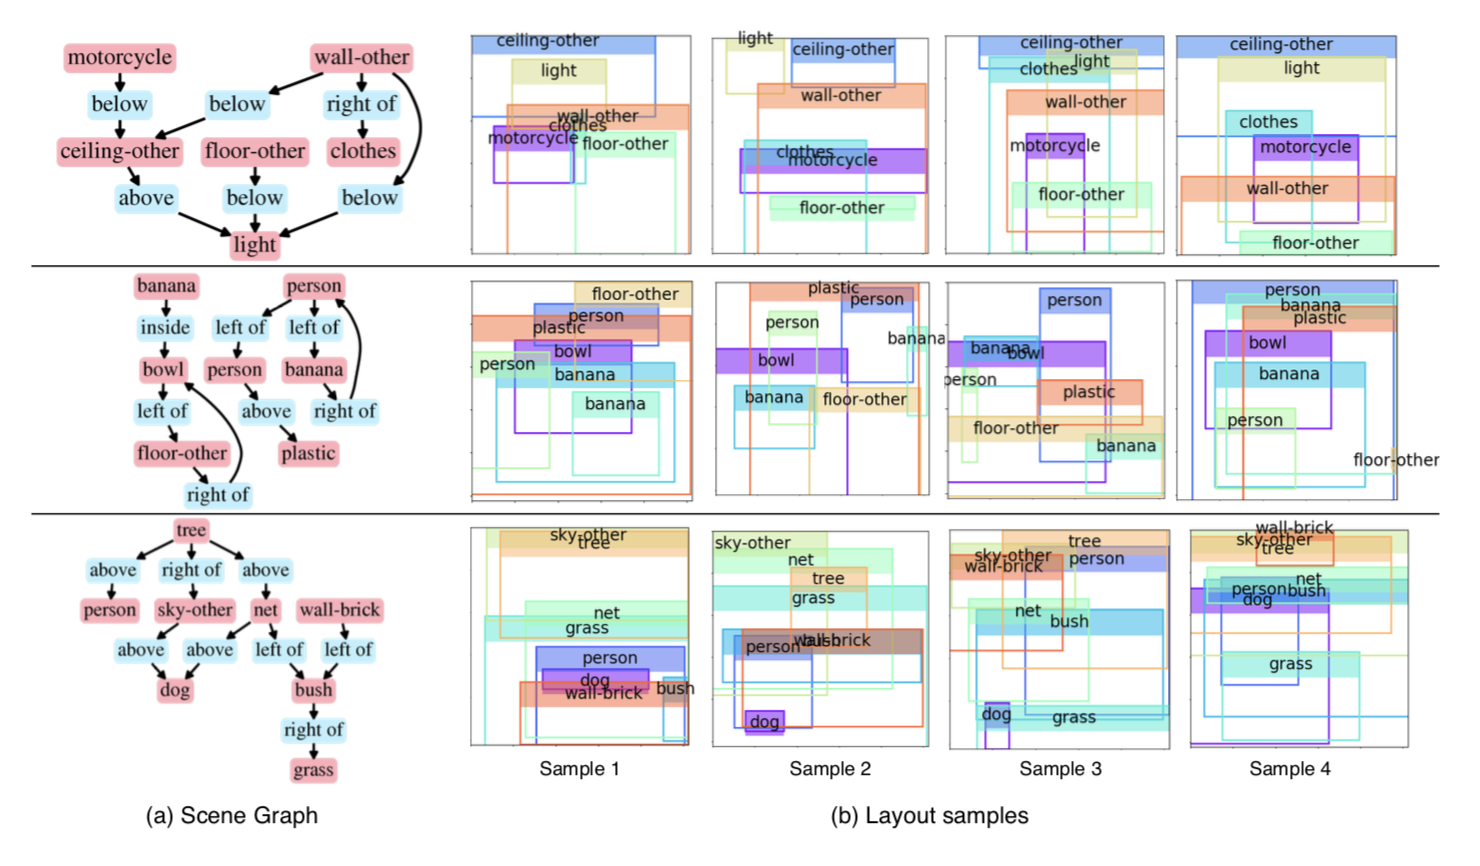 motorcycle
wall-other
below
below
right of
ceiling-other
floor-other
clothes
above
below
below
light
ceiling-other
light
wall-other
clothes
motorcycle
floor-other
light
ceiling-other
wall-other
clothes
motorcycle
floor-other
ceiling-other
light
clothes
wall-other
motorcycle
floor-other
ceiling-other
light
clothes
motorcycle
wall-other
floor-other
banana
person
inside
left of
left of
bowl
person
banana
left of
above
right of
floor-other
plastic
right of
floor-other
person
plastic
bowl
person
banana
banana
plastic
person
person
banana
bowl
banana
floor-other
person
banana
bowl
person
plastic
floor-other
banana
person
banana
plastic
bowl
banana
person
floor-other
tree
above
right of
above
person
sky-other
net
wall-brick
above
above
left of
left of
dog
bush
right of
grass
sky-other
tree
net
grass
person
dog
bush
wall-brick
sky-other
net
tree
grass
wall-brick
bush
person
dog
tree
sky-other
person
wall-brick
net
bush
dog
grass
wall-brick
sky-other
tree
net
person
bush
dog
grass
Sample 1
Sample 2
Sample 3
Sample 4
(a) Scene Graph
(b) Layout samples